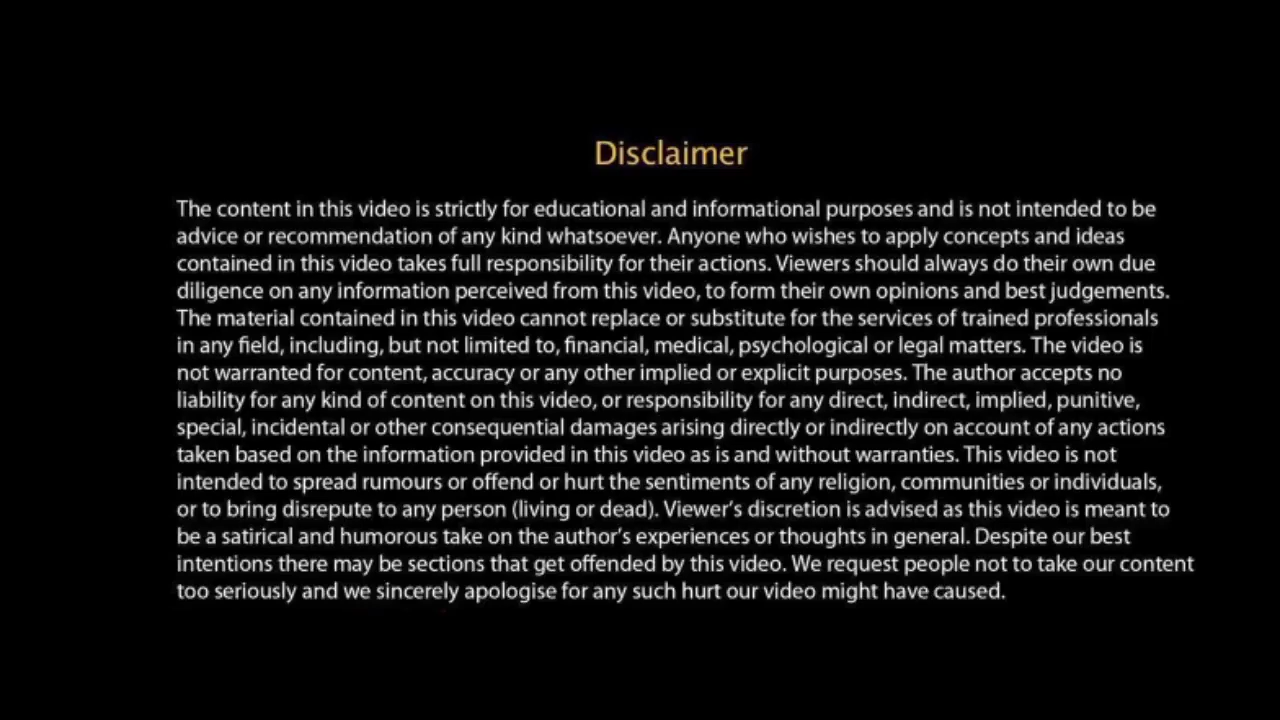 Disclaimer
The content in this video is strictly for educational and informational purposes and is not intended to be
advice or recommendation of any kind whatsoever. Anyone who wishes to apply concepts and ideas
contained in this video takes full responsibility for their actions. Viewers should always do their own due
diligence on any information perceived from this video, to form their own opinions and best judgements.
The material contained in this video cannot replace or substitute for the services of trained professionals
in any field, including, but not limited to, financial, medical, psychological or legal matters. The video is
not warranted for content, accuracy or any other implied or explicit purposes. The author accepts no
liability for any kind of content on this video, or responsibility for any direct, indirect, implied, punitive,
special, incidental or other consequential damages arising directly or indirectly on account of any actions
taken based on the information provided in this video as is and without warranties. This video is not
intended to spread rumours or offend or hurt the sentiments of any religion, communities or individuals,
or to bring disrepute to any person (living or dead). Viewer's discretion is advised as this video is meant to
be a satirical and humorous take on the author's experiences or thoughts in general. Despite our best
intentions there may be sections that get offended by this video. We request people not to take our content
too seriously and we sincerely apologise for any such hurt our video might have caused.